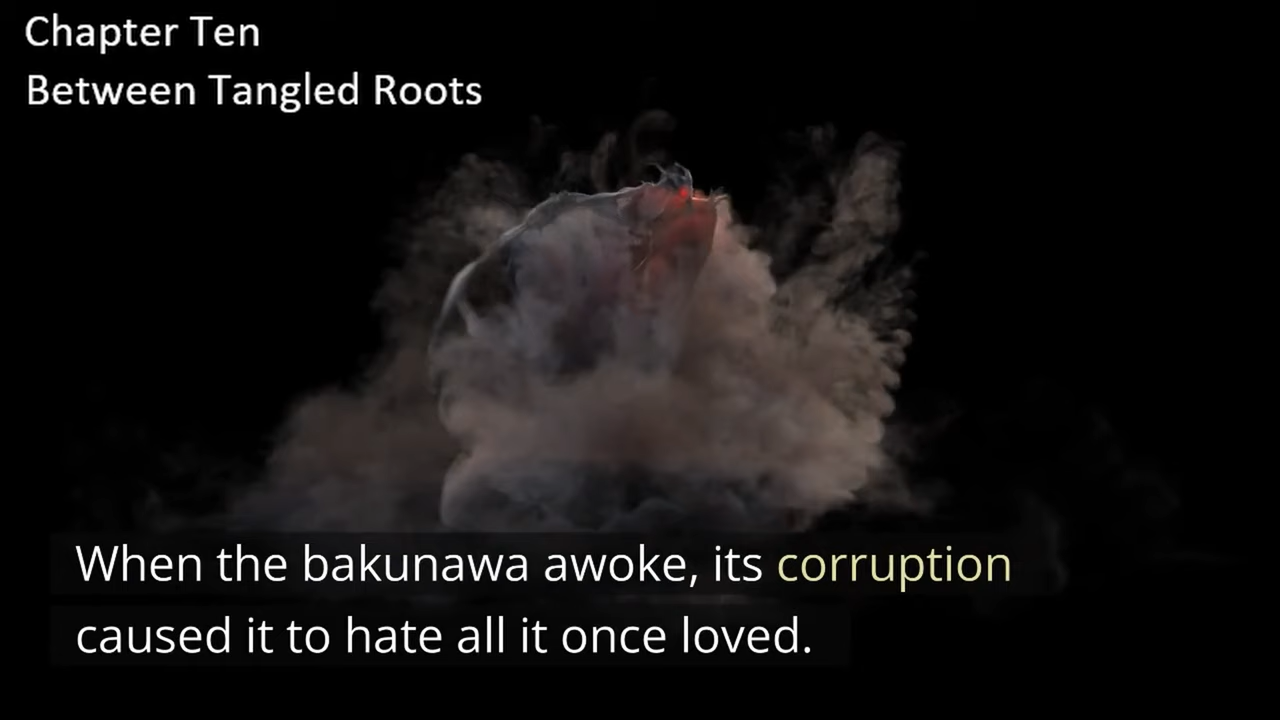 Chapter Ten
Between Tangled Roots
When the bakunawa awoke, its corruption
caused it to hate all it once loved.